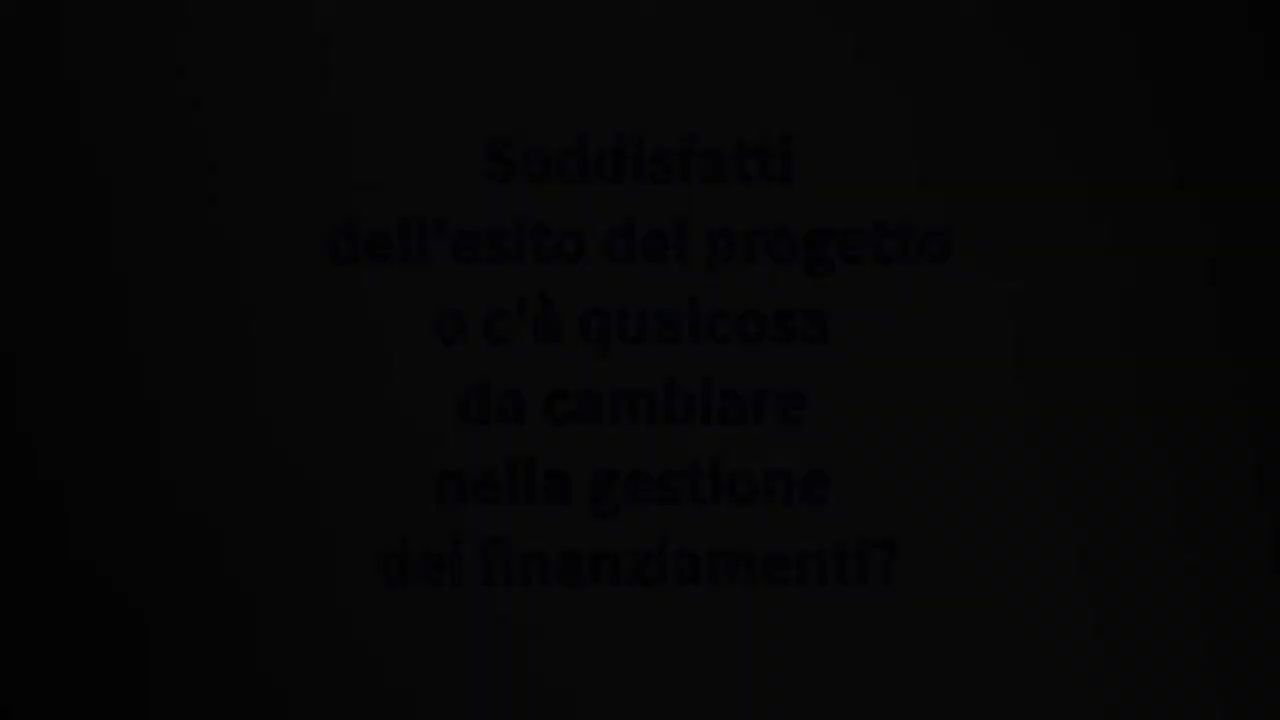 Soddisfatti
dell'esito del progetto
o c'è qualcosa
da cambiare
nella gestione
dei finanziamenti?